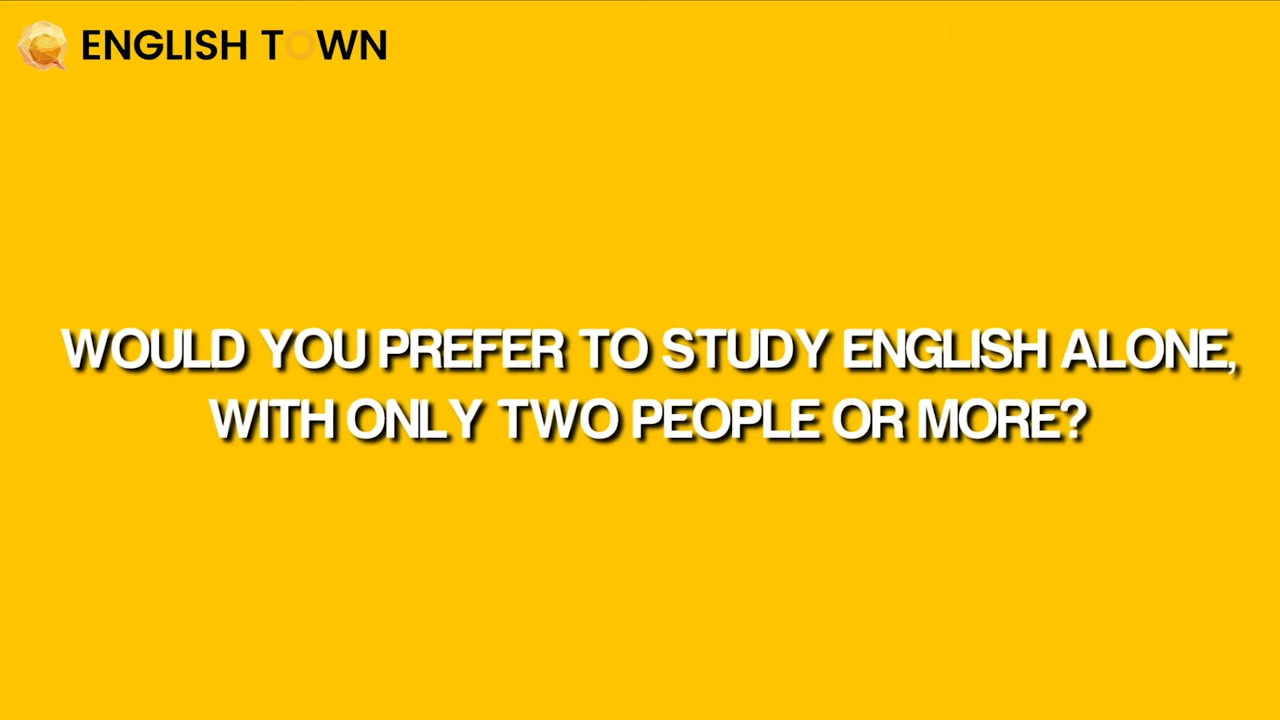 ENGLISH TOWN
WOULD YOU PREFER TO STUDY ENGLISH ALONE,
WITH ONLY TWO PEOPLE OR MORE?